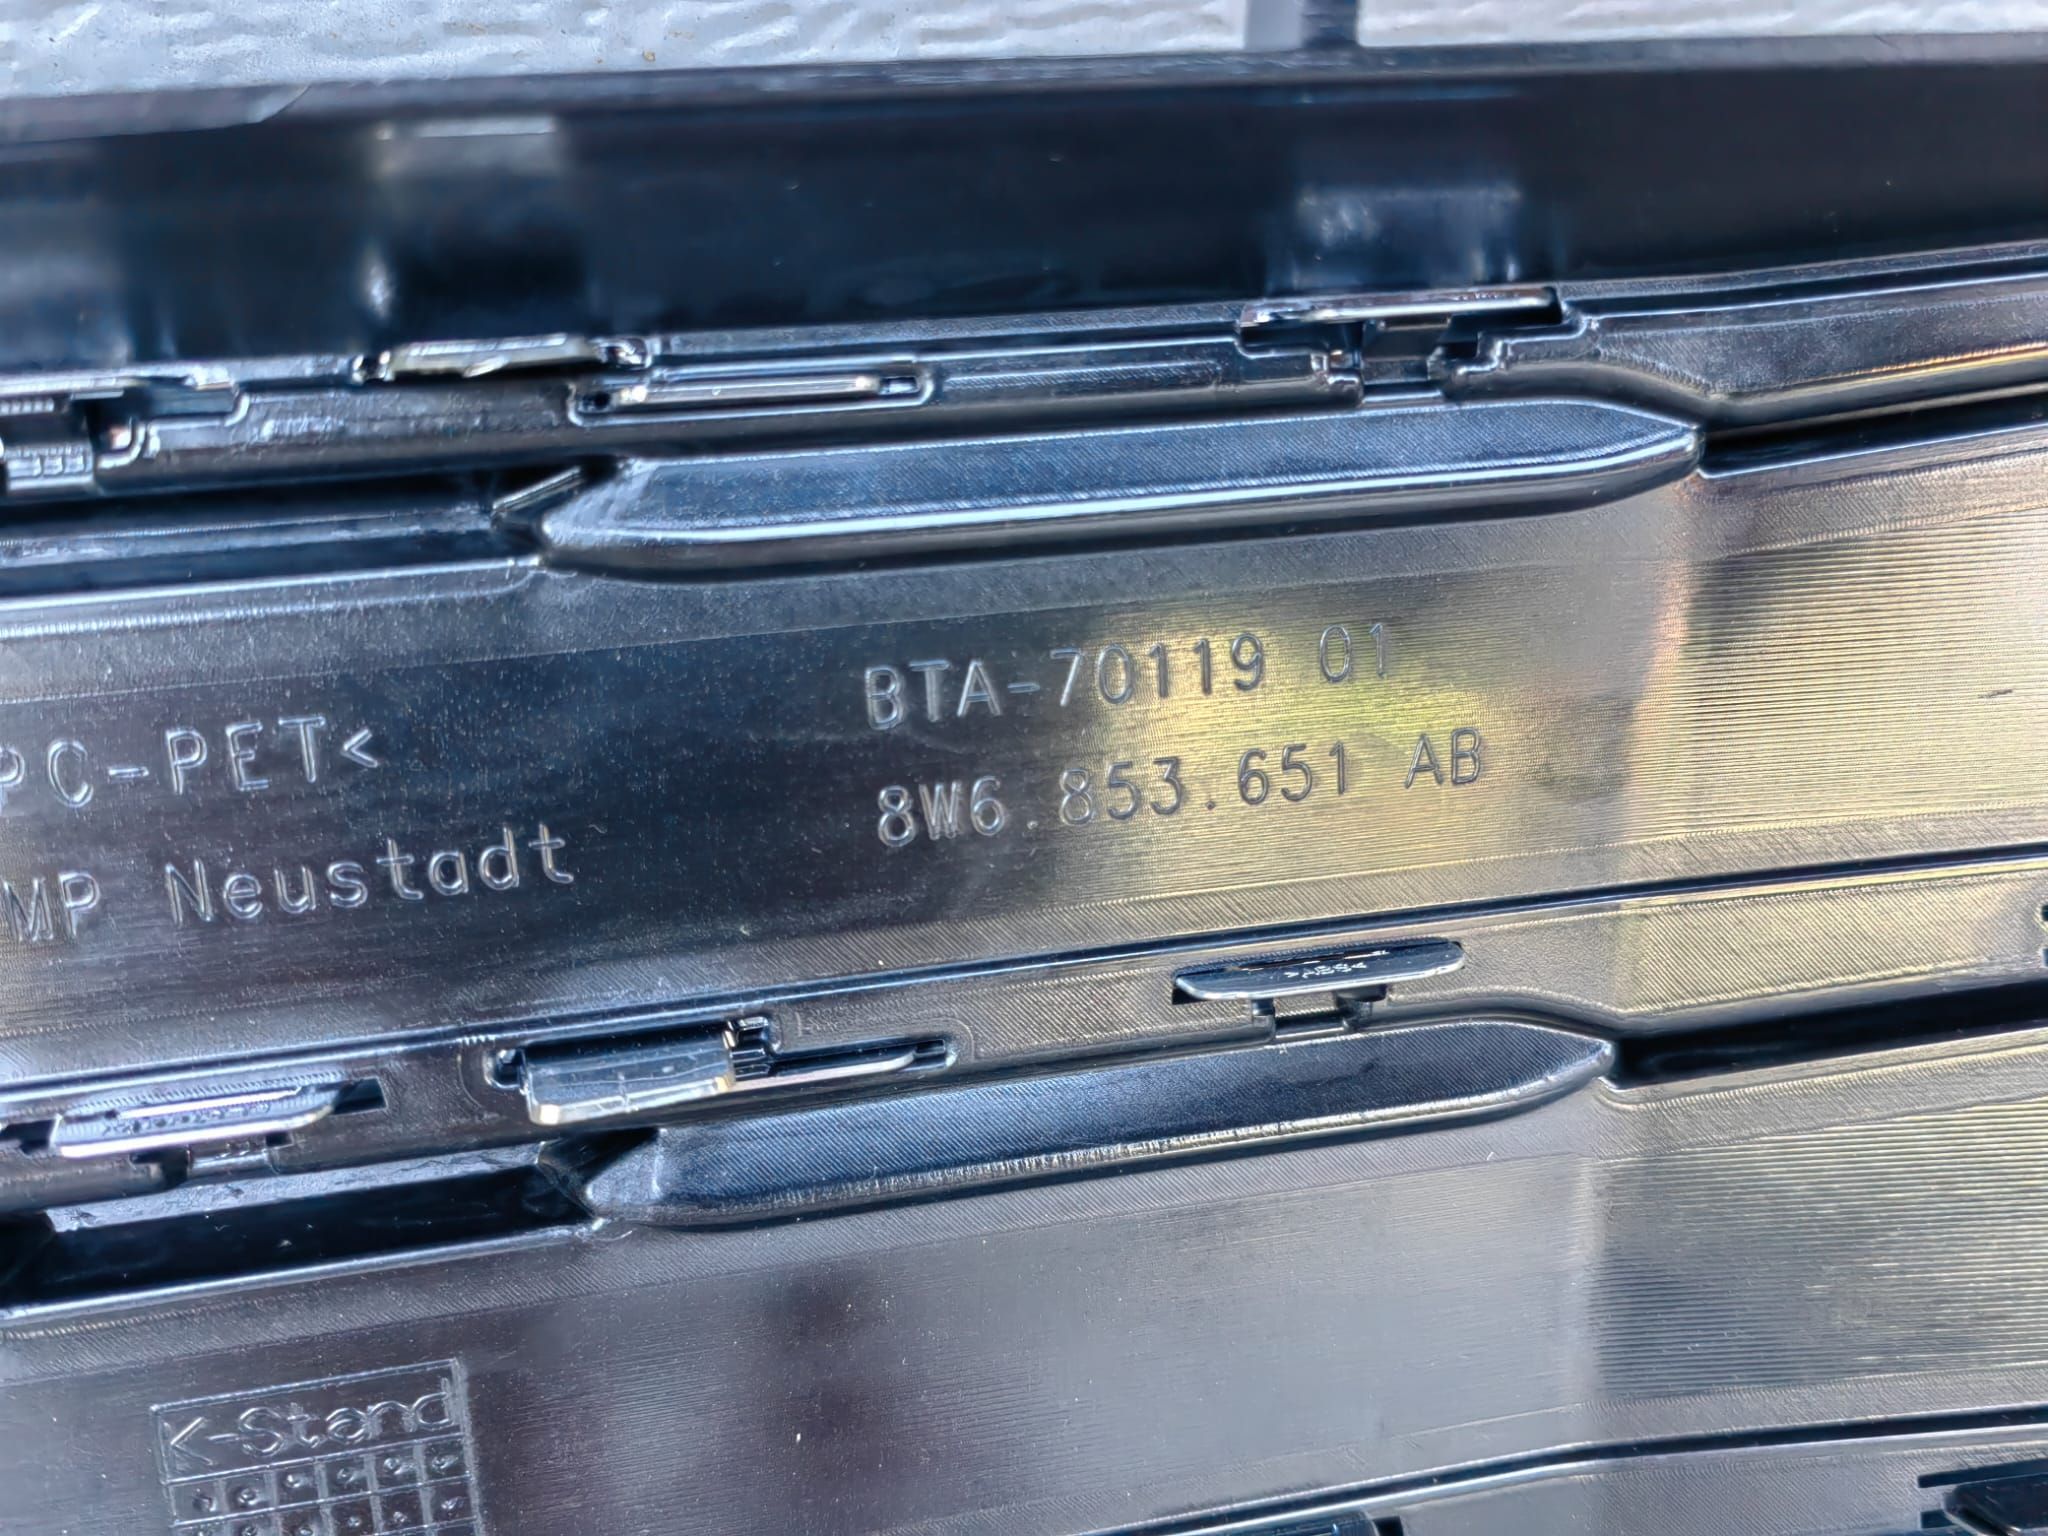 PC-PET<
MP Neustadt
BTA-70119 01
8W6.853.651 AB
K-Stand